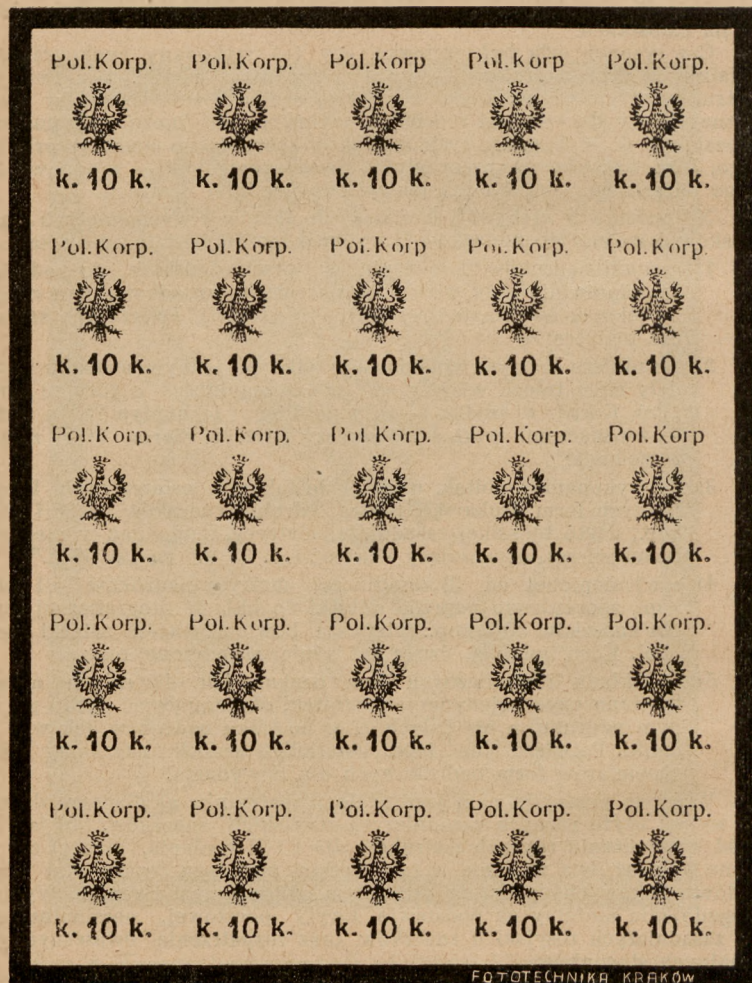 Pol. Korp. Pol. Korp. Pol. Korp Pol. Korp Pol. Korp.
k. 10 k. k. 10 k. k. 10 k. k. 10 k. k. 10 k.
Pol. Korp. Pol. Korp. Pol. Korp Pol. Korp. Pol. Korp.
k. 10 k. k. 10 k. k. 10 k. k. 10 k. k. 10 k.
Pol. Korp. Pol. Korp. Pol Korp. Pol. Korp. Pol. Korp
k. 10 k. k. 10 k. k. 10 k. k. 10 k. k. 10 k.
Pol. Korp. Pol. Korp. Pol. Korp. Pol. Korp. Pol. Korp.
k. 10 k. k. 10 k. k. 10 k. k. 10 k. k. 10 k.
Pol. Korp. Pol. Korp. Pol. Korp. Pol. Korp. Pol. Korp.
k. 10 k. k. 10 k. k. 10 k. k. 10 k. k. 10 k.
FOTOTECHNIKA KRAKÓW